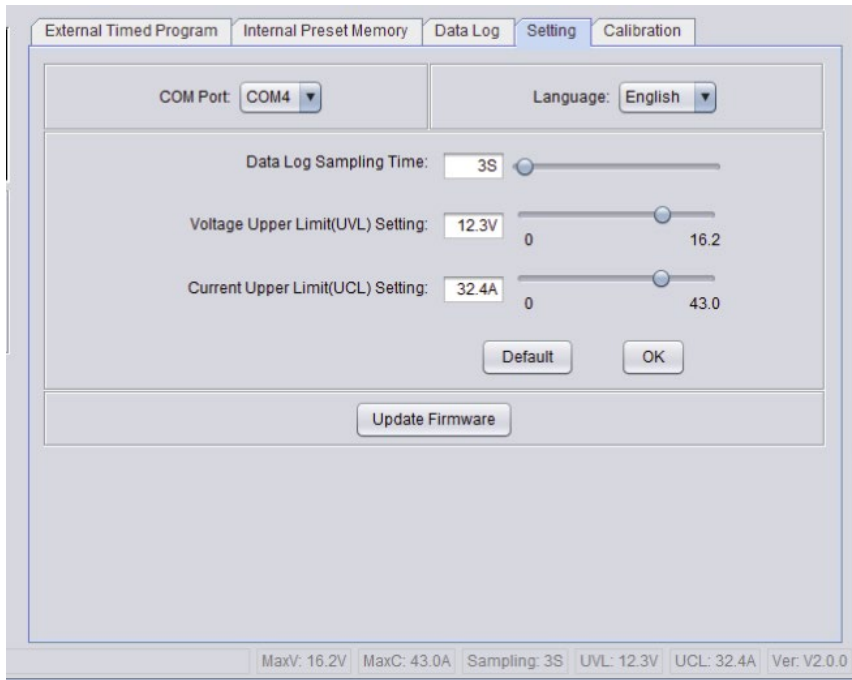 External Timed Program Internal Preset Memory Data Log Setting Calibration
COM Port: COM4 Language: English
Data Log Sampling Time: 3S
Voltage Upper Limit(UVL) Setting: 12.3V
0 16.2
Current Upper Limit(UCL) Setting: 32.4A
0 43.0
Default OK
Update Firmware
MaxV: 16.2V MaxC: 43.0A Sampling: 3S UVL: 12.3V UCL: 32.4A Ver: V2.0.0